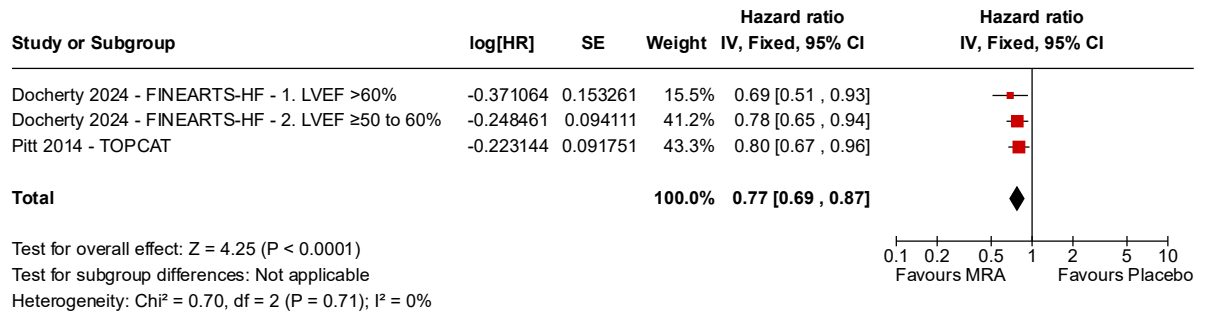 Hazard ratio Hazard ratio
Study or Subgroup log[HR] SE Weight IV, Fixed, 95% CI IV, Fixed, 95% CI
Docherty 2024 - FINEARTS-HF - 1. LVEF >60% -0.371064 0.153261 15.5% 0.69 [0.51 , 0.93]
Docherty 2024 - FINEARTS-HF - 2. LVEF ≥50 to 60% -0.248461 0.094111 41.2% 0.78 [0.65 , 0.94]
Pitt 2014 - TOPCAT -0.223144 0.091751 43.3% 0.80 [0.67 , 0.96]
Total 100.0% 0.77 [0.69 , 0.87]
Test for overall effect: Z = 4.25 (P < 0.0001)
0.1 0.2 0.5 1 2 5 10
Test for subgroup differences: Not applicable
Favours MRA Favours Placebo
Heterogeneity: Chi² = 0.70, df = 2 (P = 0.71); I² = 0%